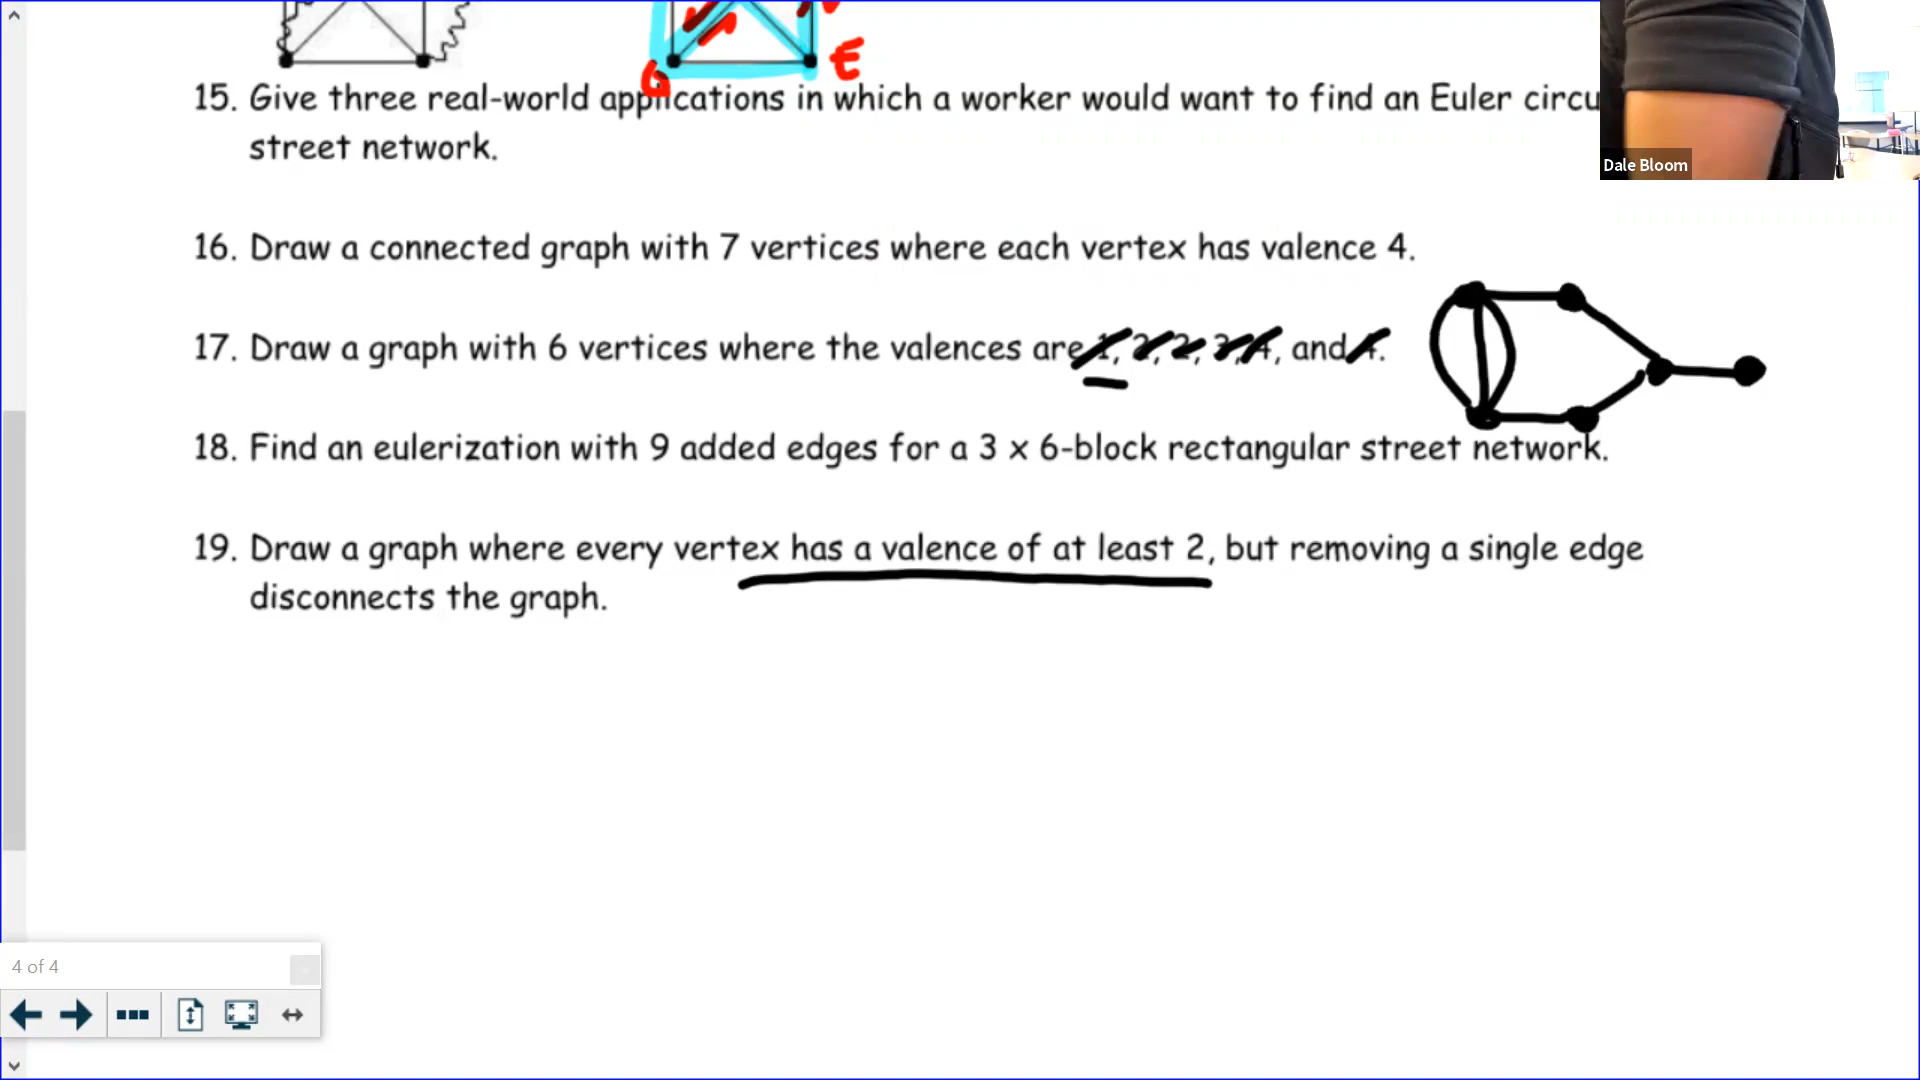 G
E
15. Give three real-world applications in which a worker would want to find an Euler
street network.
Dale Bloom
16. Draw a connected graph with 7 vertices where each vertex has valence 4.
17. Draw a graph with 6 vertices where the valences are 1, 2, 2, 3, 4, and 4.
18. Find an eulerization with 9 added edges for a 3 x 6-block rectangular street network.
19. Draw a graph where every vertex has a valence of at least 2, but removing a single edge
disconnects the graph.
4 of 4